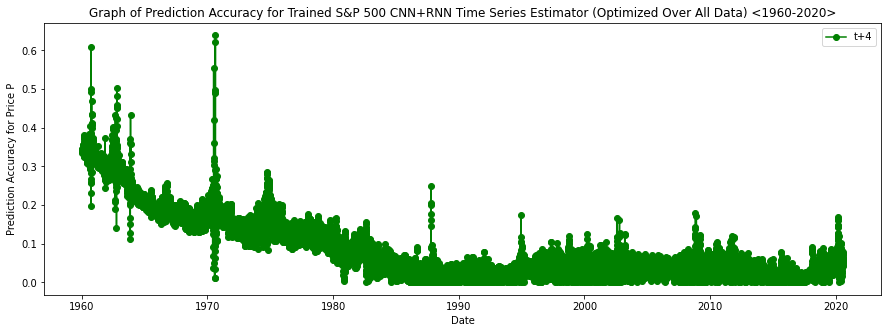 Graph of Prediction Accuracy for Trained S&P 500 CNN+RNN Time Series Estimator (Optimized Over All Data) <1960-2020>
t+4
Prediction Accuracy for Price P
0.6
0.5
0.4
0.3
0.2
0.1
0.0
1960 1970 1980 1990 2000 2010 2020
Date